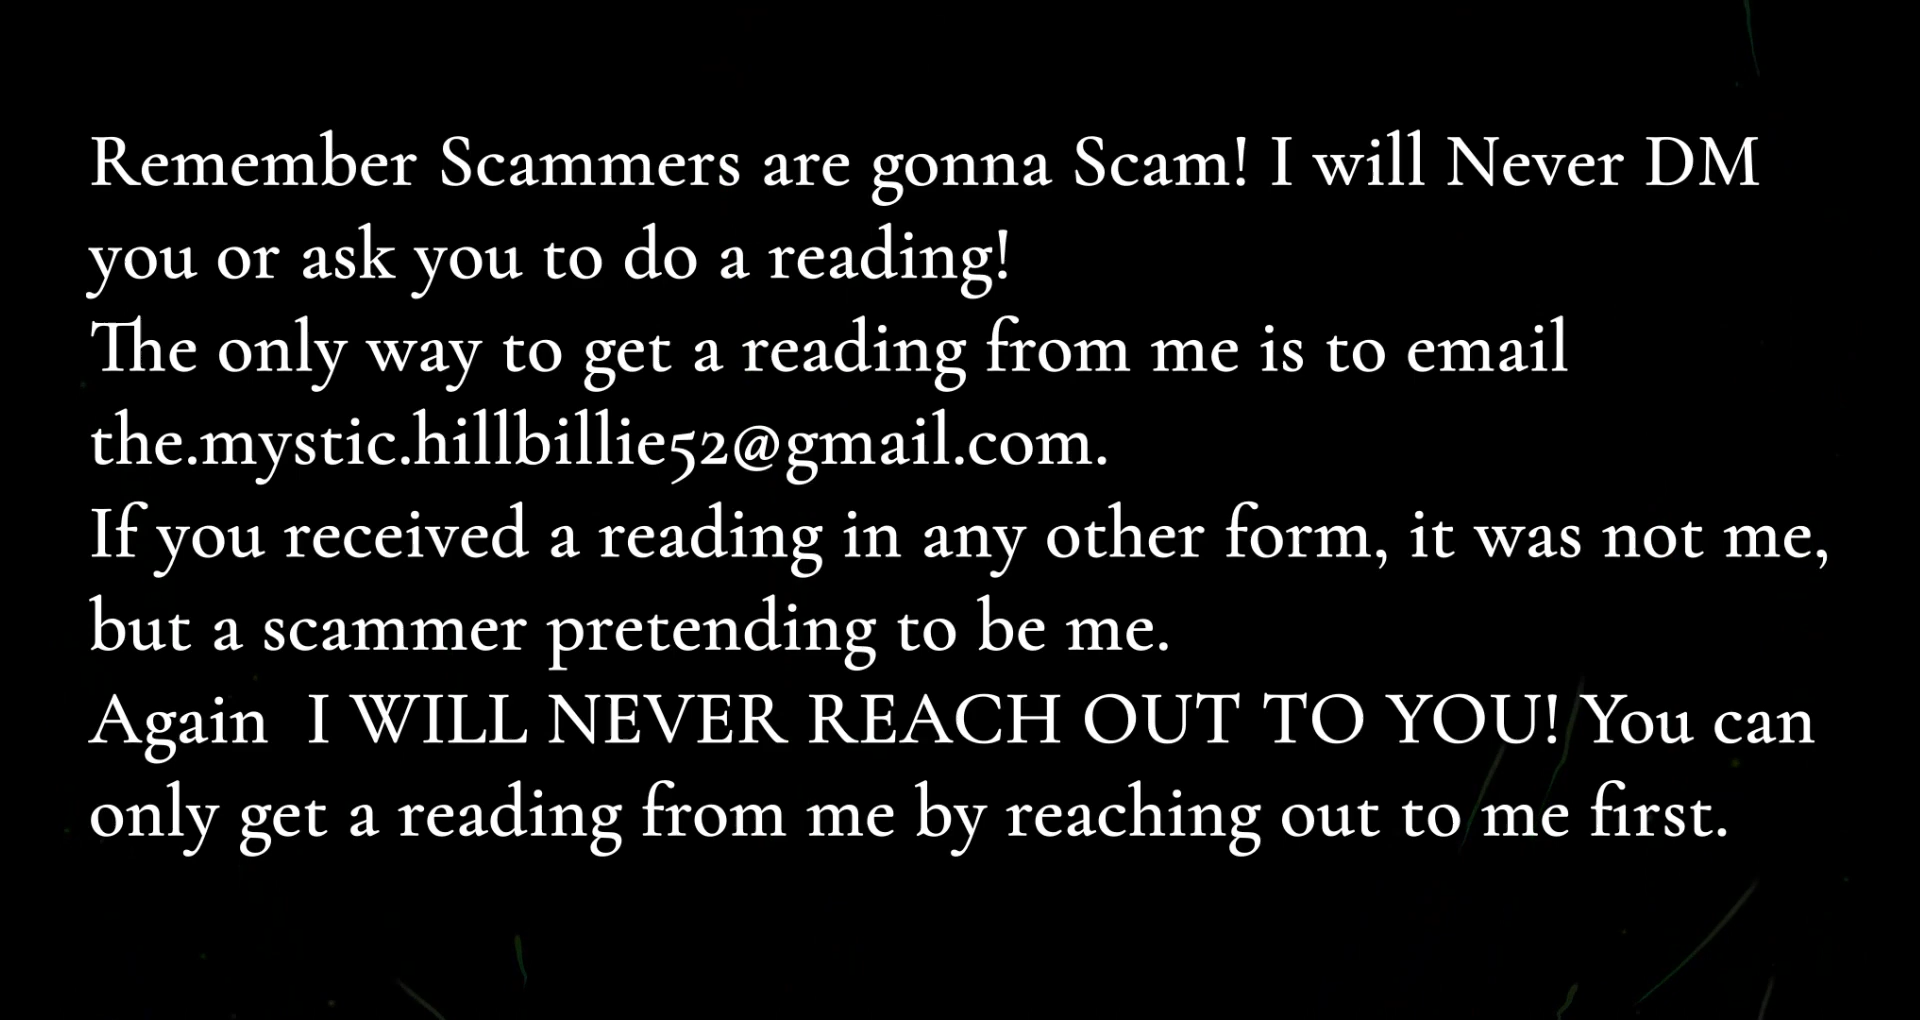 Remember Scammers are gonna Scam! I will Never DM
you or ask you to do a reading!
The only way to get a reading from me is to email
the.mystic.hillbillie52@gmail.com.
If you received a reading in any other form, it was not me,
but a scammer pretending to be me.
Again  I WILL NEVER REACH OUT TO YOU! You can
only get a reading from me by reaching out to me first.